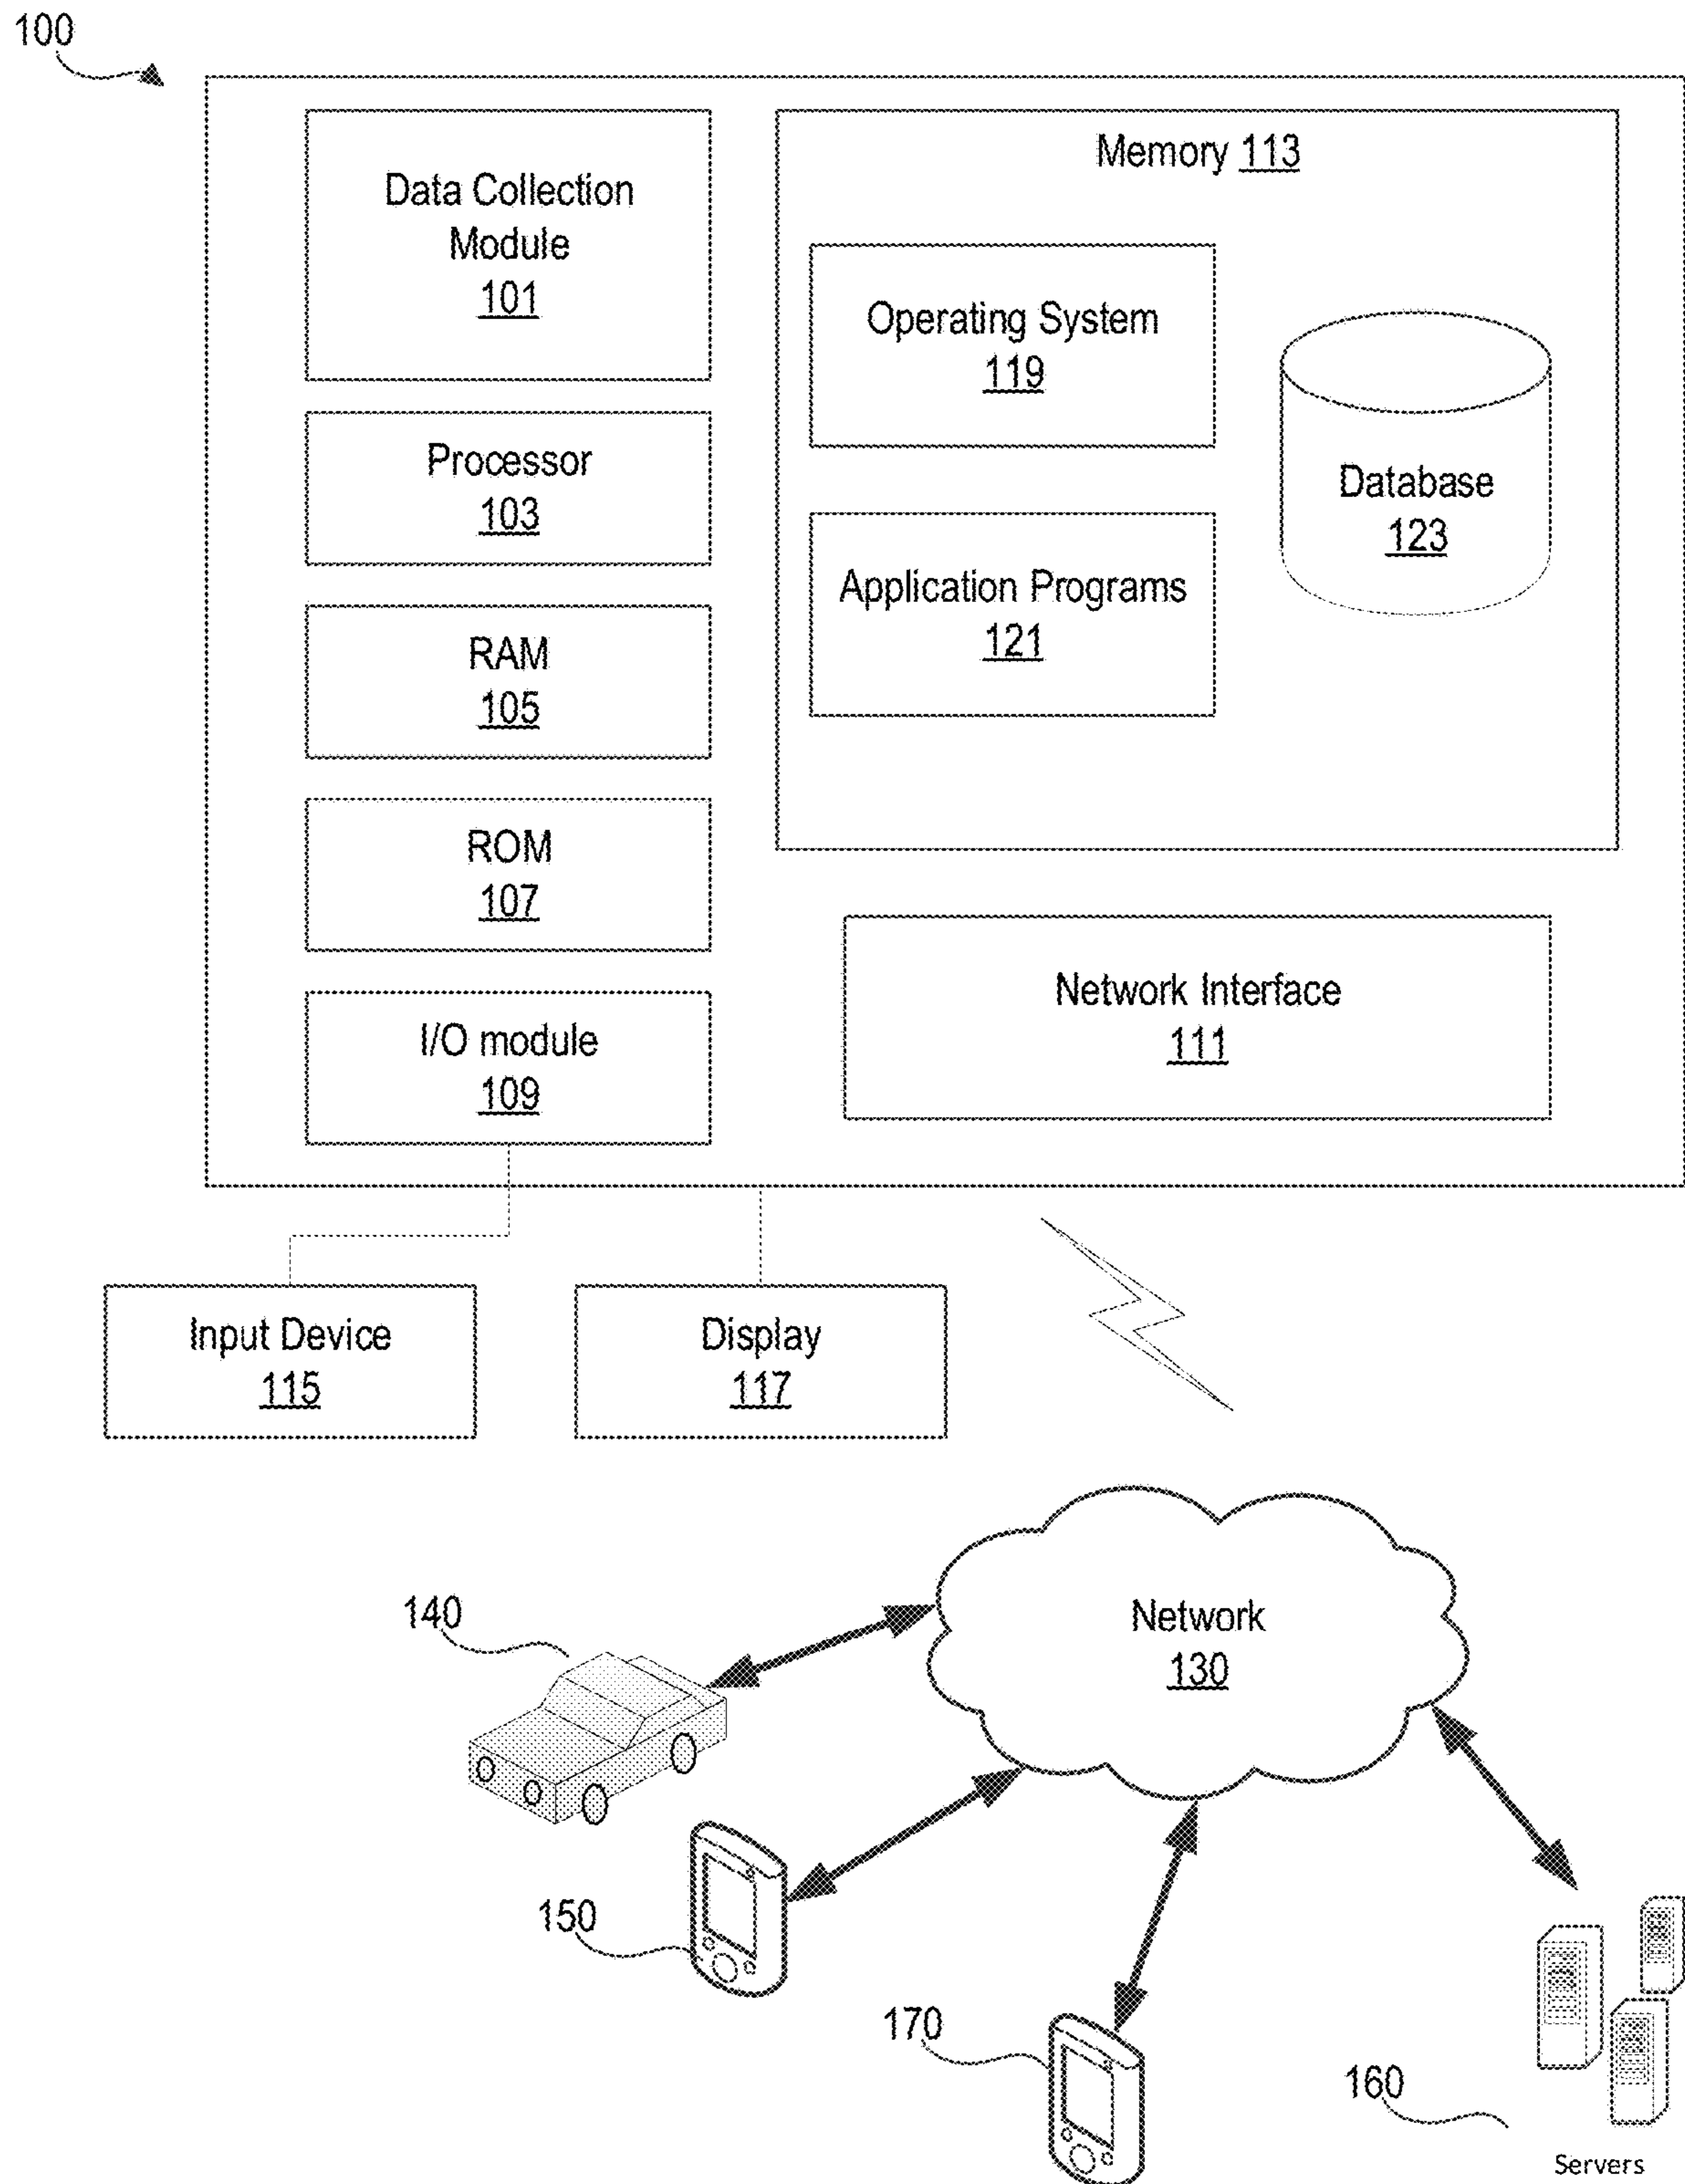 100
Data Collection
Module
101
Processor
103
RAM
105
ROM
107
I/O module
109
Memory 113
Operating System
119
Application Programs
121
Database
123
Network Interface
111
Input Device
115
Display
117
Network
130
140
150
170
160
Servers